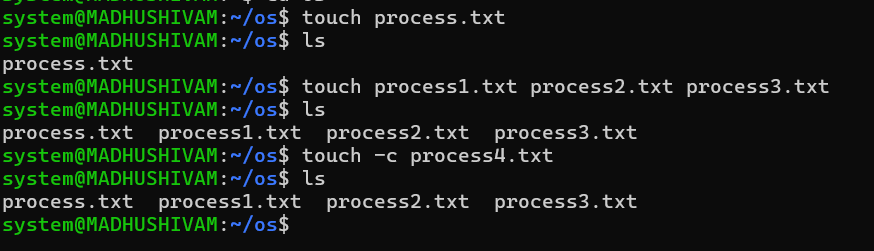 system@MADHUSHIVAM:~/os$ touch process.txt
system@MADHUSHIVAM:~/os$ ls
process.txt
system@MADHUSHIVAM:~/os$ touch process1.txt process2.txt process3.txt
system@MADHUSHIVAM:~/os$ ls
process.txt  process1.txt  process2.txt  process3.txt
system@MADHUSHIVAM:~/os$ touch -c process4.txt
system@MADHUSHIVAM:~/os$ ls
process.txt  process1.txt  process2.txt  process3.txt
system@MADHUSHIVAM:~/os$